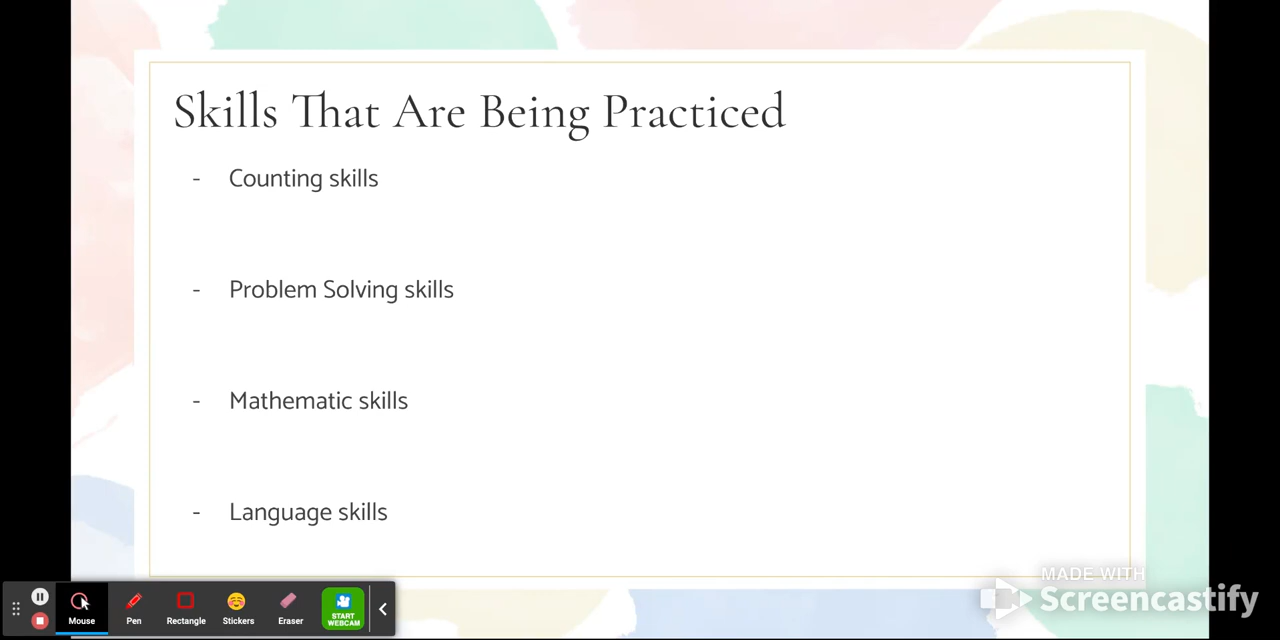 Skills That Are Being Practiced
- Counting skills
- Problem Solving skills
- Mathematic skills
- Language skills
Mouse
Pen
Rectangle
Stickers
Eraser
START
WEBCAM
MADE WITH
Screencastify